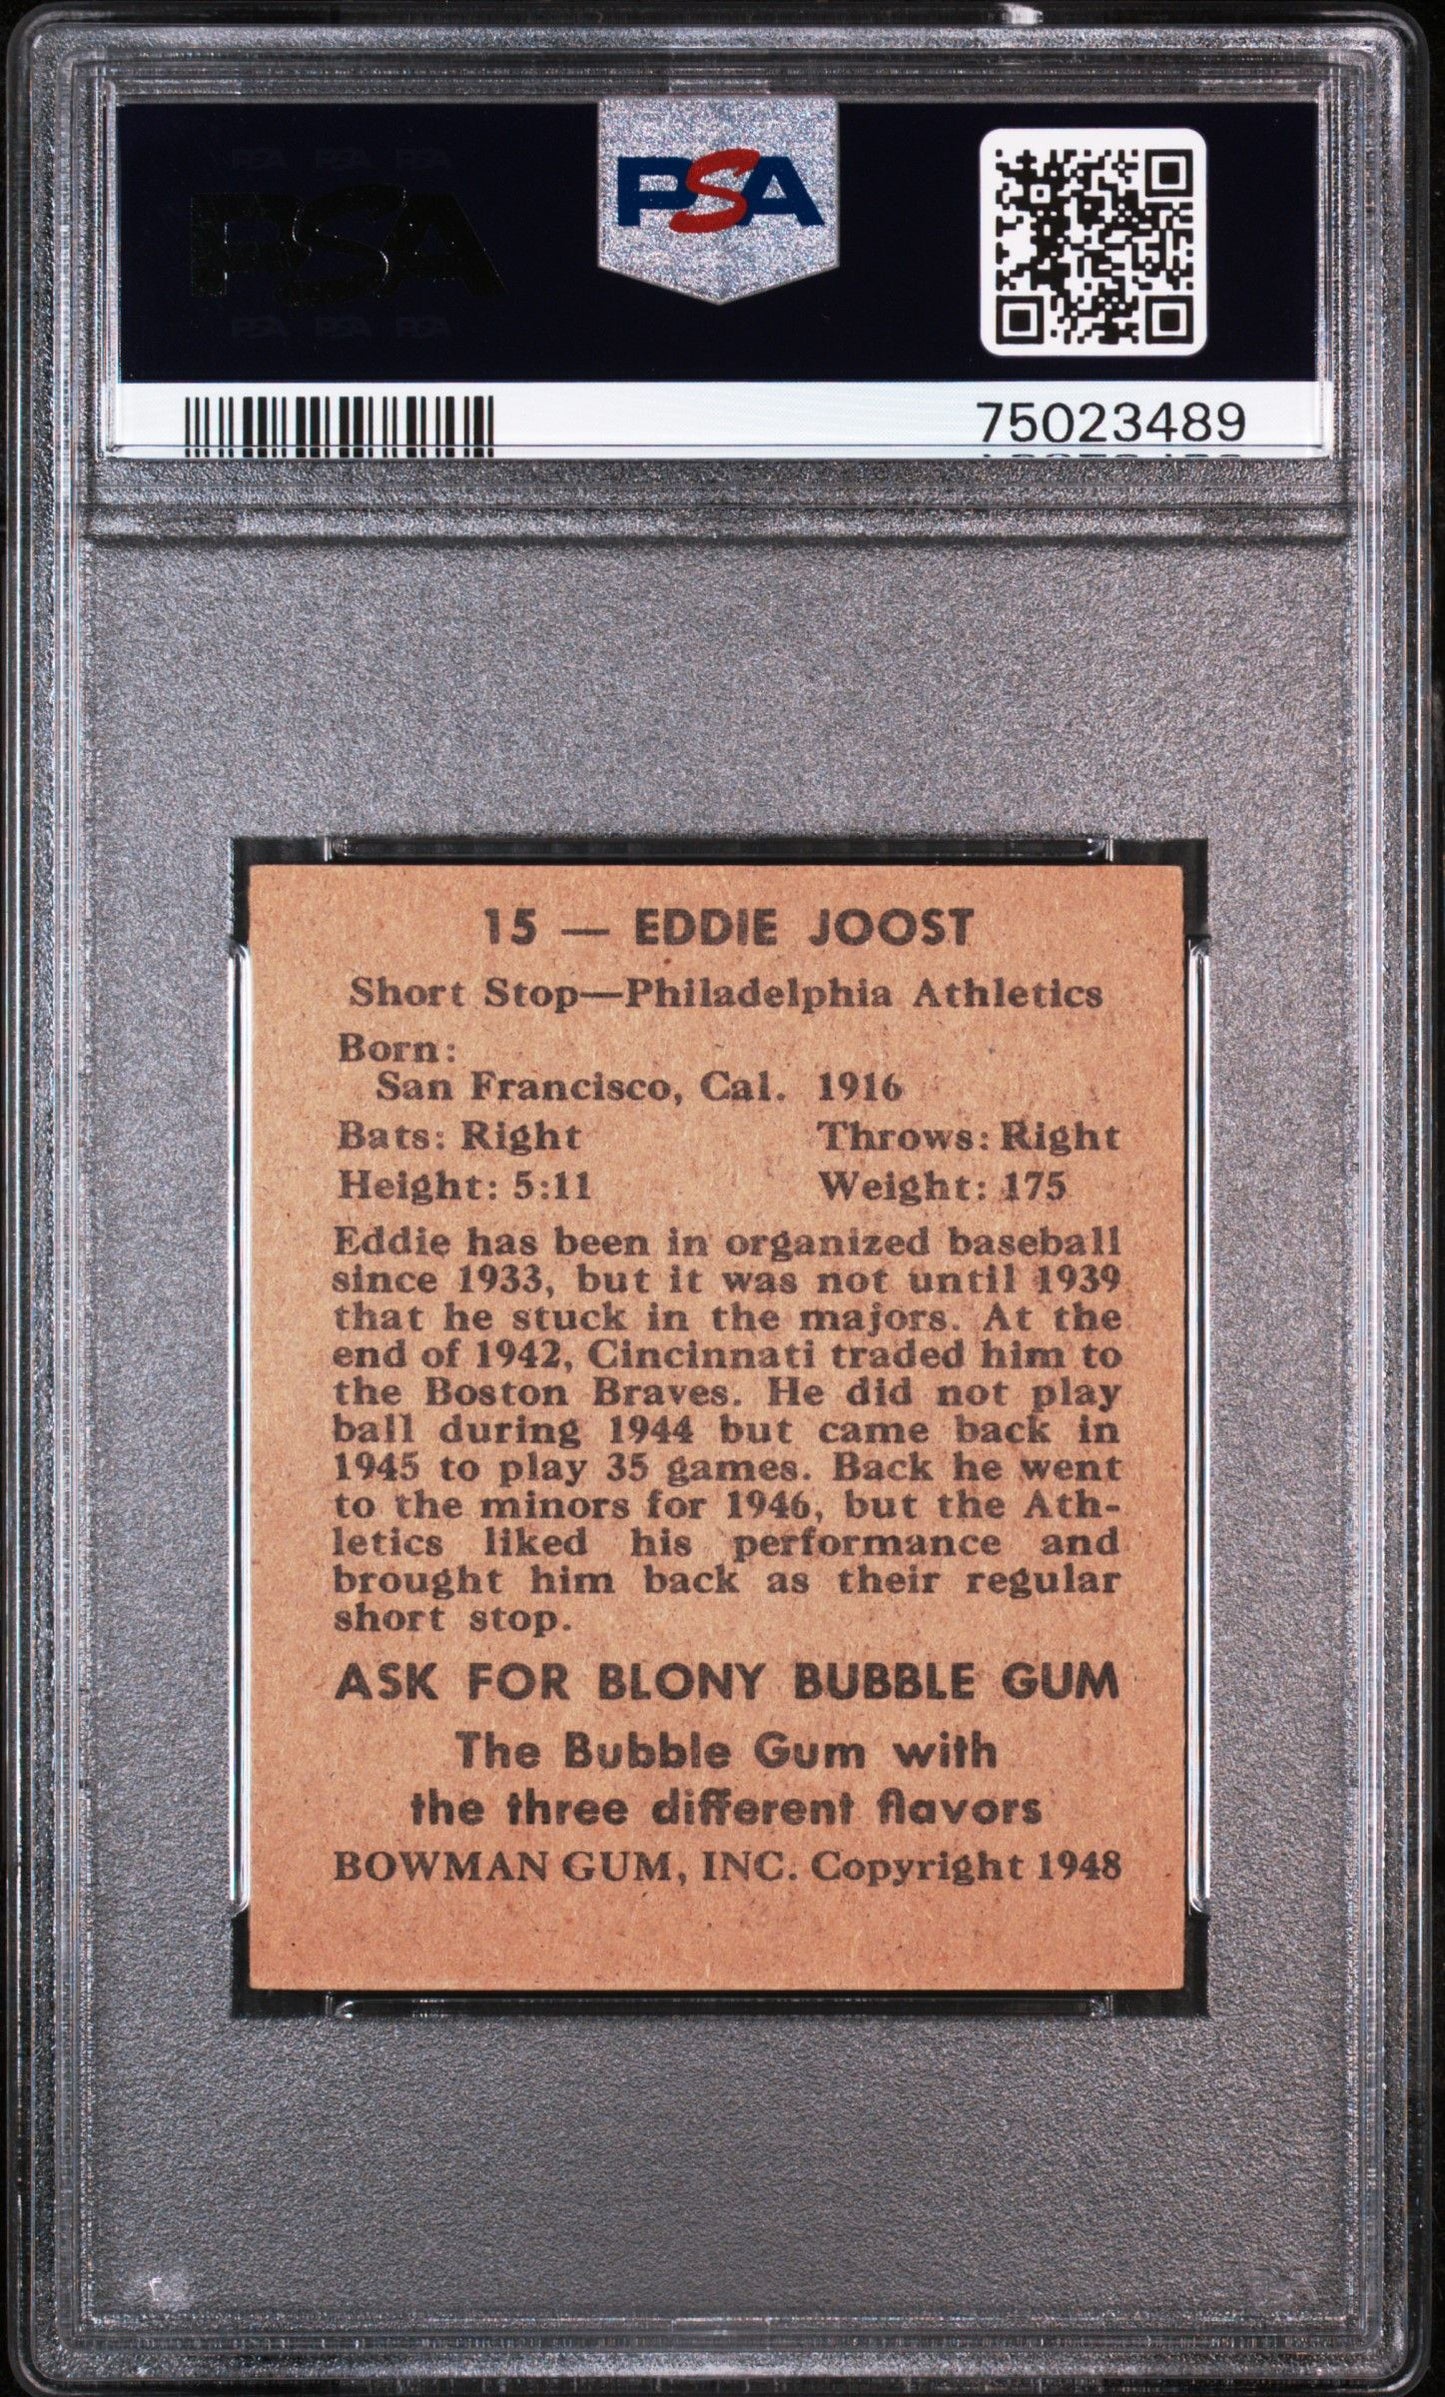 PSA PSA PSA
PSA
PSA PSA PSA
PSA
75023489
15 — EDDIE JOOST
Short Stop—Philadelphia Athletics
Born:
San Francisco, Cal. 1916
Bats: Right Throws: Right
Height: 5:11 Weight: 175
Eddie has been in organized baseball
since 1933, but it was not until 1939
that he stuck in the majors. At the
end of 1942, Cincinnati traded him to
the Boston Braves. He did not play
ball during 1944 but came back in
1945 to play 35 games. Back he went
to the minors for 1946, but the Ath-
letics liked his performance and
brought him back as their regular
short stop.
ASK FOR BLONY BUBBLE GUM
The Bubble Gum with
the three different flavors
BOWMAN GUM, INC. Copyright 1948